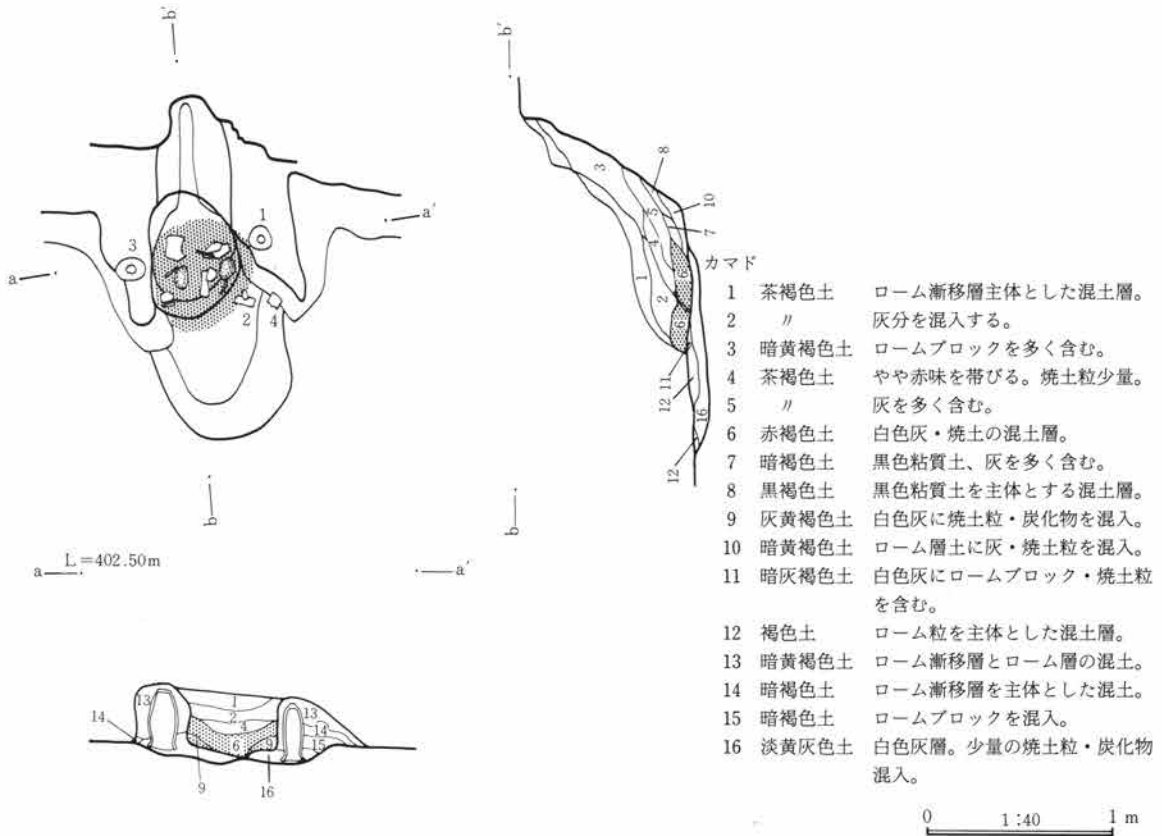 b'
a'
1
3
a
2
4
b
b'
8
3
10
5
7
4
6
1
2
6
11
12
16
12
b
L=402.50m
a
a'
13
1
13
2
14
4
14
6
9
15
9
16
カマド
1 茶褐色土 ローム漸移層主体とした混土層。
2 〃 灰分を混入する。
3 暗黄褐色土 ロームブロックを多く含む。
4 茶褐色土 やや赤味を帯びる。焼土粒少量。
5 〃 灰を多く含む。
6 赤褐色土 白色灰・焼土の混土層。
7 暗褐色土 黒色粘質土、灰を多く含む。
8 黒褐色土 黒色粘質土を主体とする混土層。
9 灰黄褐色土 白色灰に焼土粒・炭化物を混入。
10 暗黄褐色土 ローム層土に灰・焼土粒を混入。
11 暗灰褐色土 白色灰にロームブロック・焼土粒
を含む。
12 褐色土 ローム粒を主体とした混土層。
13 暗黄褐色土 ローム漸移層とローム層の混土。
14 暗褐色土 ローム漸移層を主体とした混土。
15 暗褐色土 ロームブロックを混入。
16 淡黄灰色土 白色灰層。少量の焼土粒・炭化物
混入。
0 1:40 1 m